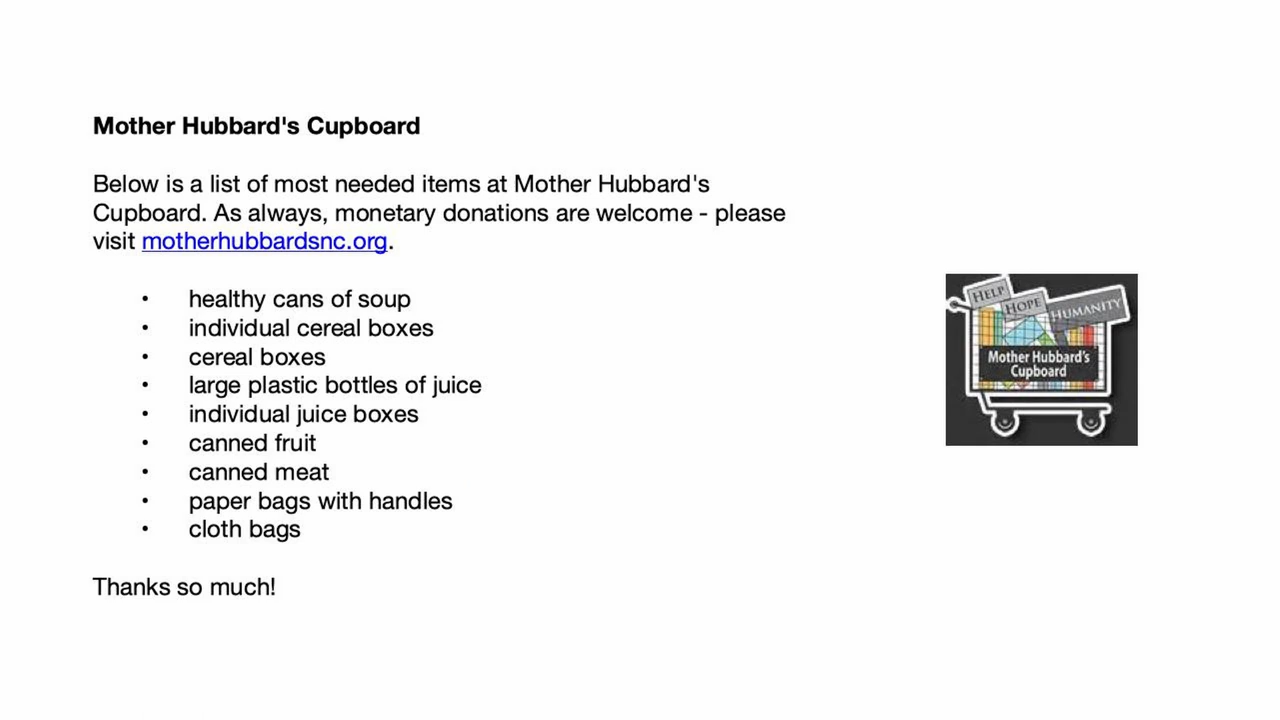 Mother Hubbard's Cupboard
Below is a list of most needed items at Mother Hubbard's
Cupboard. As always, monetary donations are welcome - please
visit motherhubbardsnc.org.
• healthy cans of soup
• individual cereal boxes
• cereal boxes
• large plastic bottles of juice
• individual juice boxes
• canned fruit
• canned meat
• paper bags with handles
• cloth bags
Thanks so much!
HELP
HOPE
HUMANITY
Mother Hubbard's
Cupboard